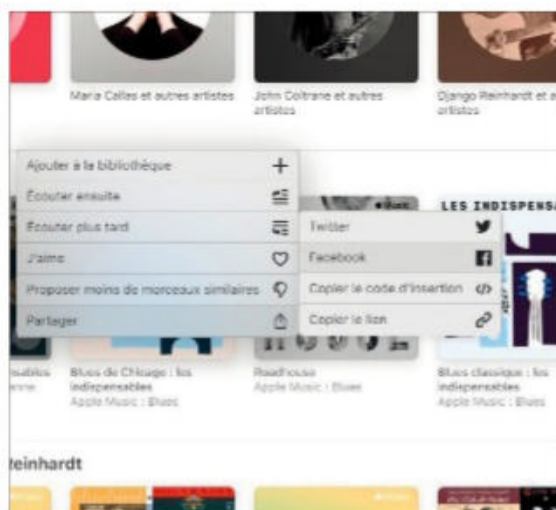 Maria Callas et autres artistes
John Coltrane et autres
artistes
Django Reinhardt et a
artistes
Ajouter à la bibliothèque
Écouter ensuite
Écouter plus tard
J'aime
Proposer moins de morceaux similaires
Partager
Twitter
Facebook
Copier le code d'insertion
Copier le lien
LES INDISPENSA
nsables
enne
Blues de Chicago : les
indispensables
Apple Music : Blues
Roadhouse
Apple Music : Blues
Blues classique : les
indispensables
Apple Music : Blues
Reinhardt